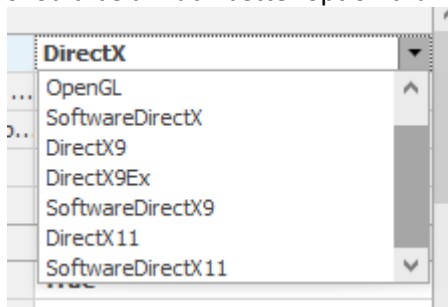 DirectX
...
OpenGL
SoftwareDirectX
o...
DirectX9
DirectX9Ex
SoftwareDirectX9
DirectX11
SoftwareDirectX11